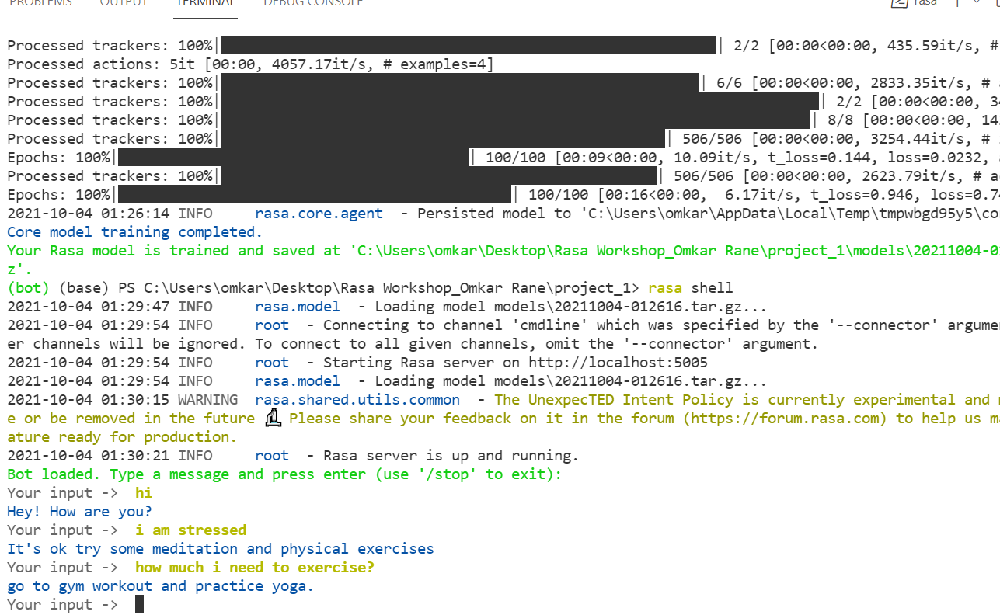 PROBLEMS OUTPUT TERMINAL DEBUG CONSOLE rasa
Processed trackers: 100%| | 2/2 [00:00<00:00, 435.59it/s, #
Processed actions: 5it [00:00, 4057.17it/s, # examples=4]
Processed trackers: 100%| | 6/6 [00:00<00:00, 2833.35it/s, #
Processed trackers: 100%| | 2/2 [00:00<00:00, 34
Processed trackers: 100%| | 8/8 [00:00<00:00, 14
Processed trackers: 100%| | 506/506 [00:00<00:00, 3254.44it/s, #
Epochs: 100%| | 100/100 [00:09<00:00, 10.09it/s, t_loss=0.144, loss=0.0232,
Processed trackers: 100%| | 506/506 [00:00<00:00, 2623.79it/s, # a
Epochs: 100%| | 100/100 [00:16<00:00, 6.17it/s, t_loss=0.946, loss=0.74
2021-10-04 01:26:14 INFO rasa.core.agent - Persisted model to 'C:\Users\omkar\AppData\Local\Temp\tmpwbgd95y5\co
Core model training completed.
Your Rasa model is trained and saved at 'C:\Users\omkar\Desktop\Rasa Workshop_Omkar Rane\project_1\models\20211004-0
z'.
(bot) (base) PS C:\Users\omkar\Desktop\Rasa Workshop_Omkar Rane\project_1> rasa shell
2021-10-04 01:29:47 INFO rasa.model - Loading model models\20211004-012616.tar.gz...
2021-10-04 01:29:54 INFO root - Connecting to channel 'cmdline' which was specified by the '--connector' argume
er channels will be ignored. To connect to all given channels, omit the '--connector' argument.
2021-10-04 01:29:54 INFO root - Starting Rasa server on http://localhost:5005
2021-10-04 01:29:54 INFO rasa.model - Loading model models\20211004-012616.tar.gz...
2021-10-04 01:30:15 WARNING rasa.shared.utils.common - The UnexpecTED Intent Policy is currently experimental and m
e or be removed in the future 🔬 Please share your feedback on it in the forum (https://forum.rasa.com) to help us ma
ature ready for production.
2021-10-04 01:30:21 INFO root - Rasa server is up and running.
Bot loaded. Type a message and press enter (use '/stop' to exit):
Your input -> hi
Hey! How are you?
Your input -> i am stressed
It's ok try some meditation and physical exercises
Your input -> how much i need to exercise?
go to gym workout and practice yoga.
Your input ->